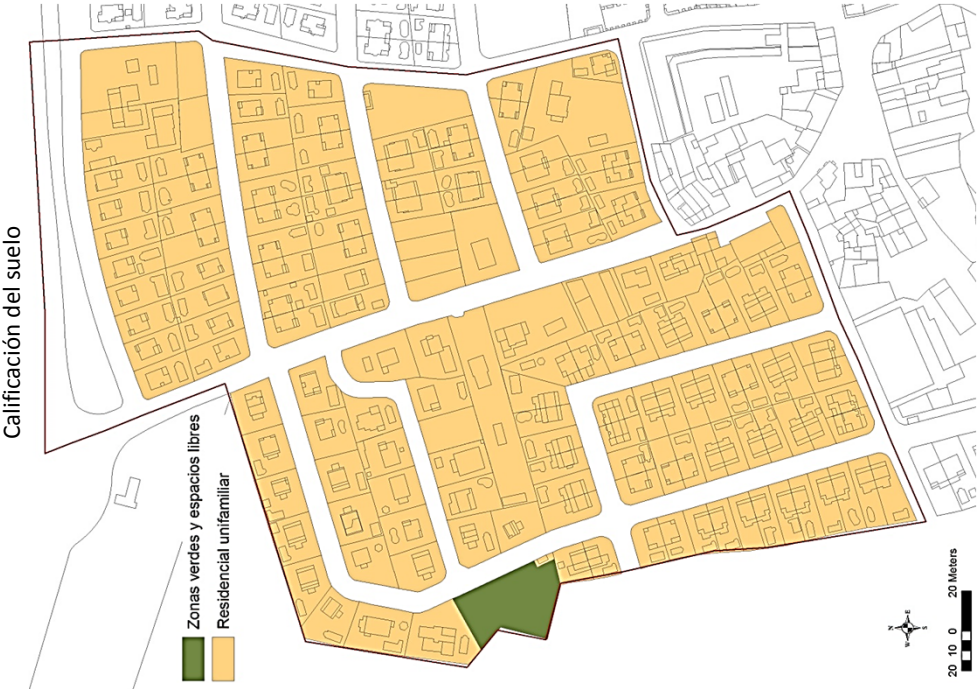 Calificación del suelo
Zonas verdes y espacios libres
Residencial unifamiliar
N
W E
S
20 10 0 20 Meters